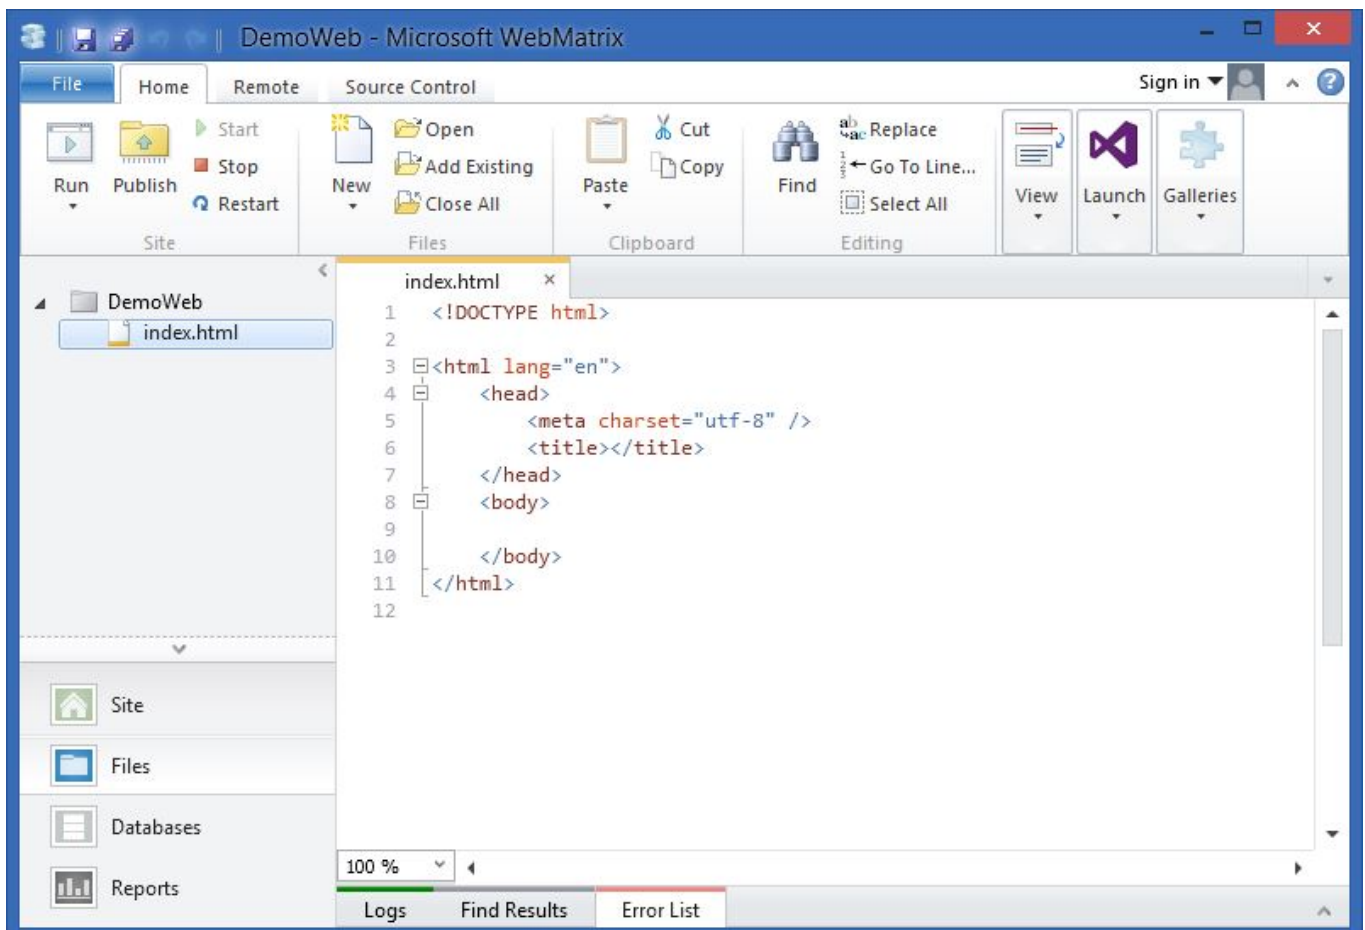 DemoWeb - Microsoft WebMatrix
File Home Remote Source Control Sign in
Start Open Cut Replace
Stop Add Existing Copy Go To Line...
Run Publish New Paste Find View Launch Galleries
Restart Close All Select All
Site Files Clipboard Editing
index.html
DemoWeb
index.html
1 <!DOCTYPE html>
2
3 <html lang="en">
4 <head>
5 <meta charset="utf-8" />
6 <title></title>
7 </head>
8 <body>
9
10 </body>
11 </html>
12
Site
Files
Databases
Reports
100 %
Logs Find Results Error List